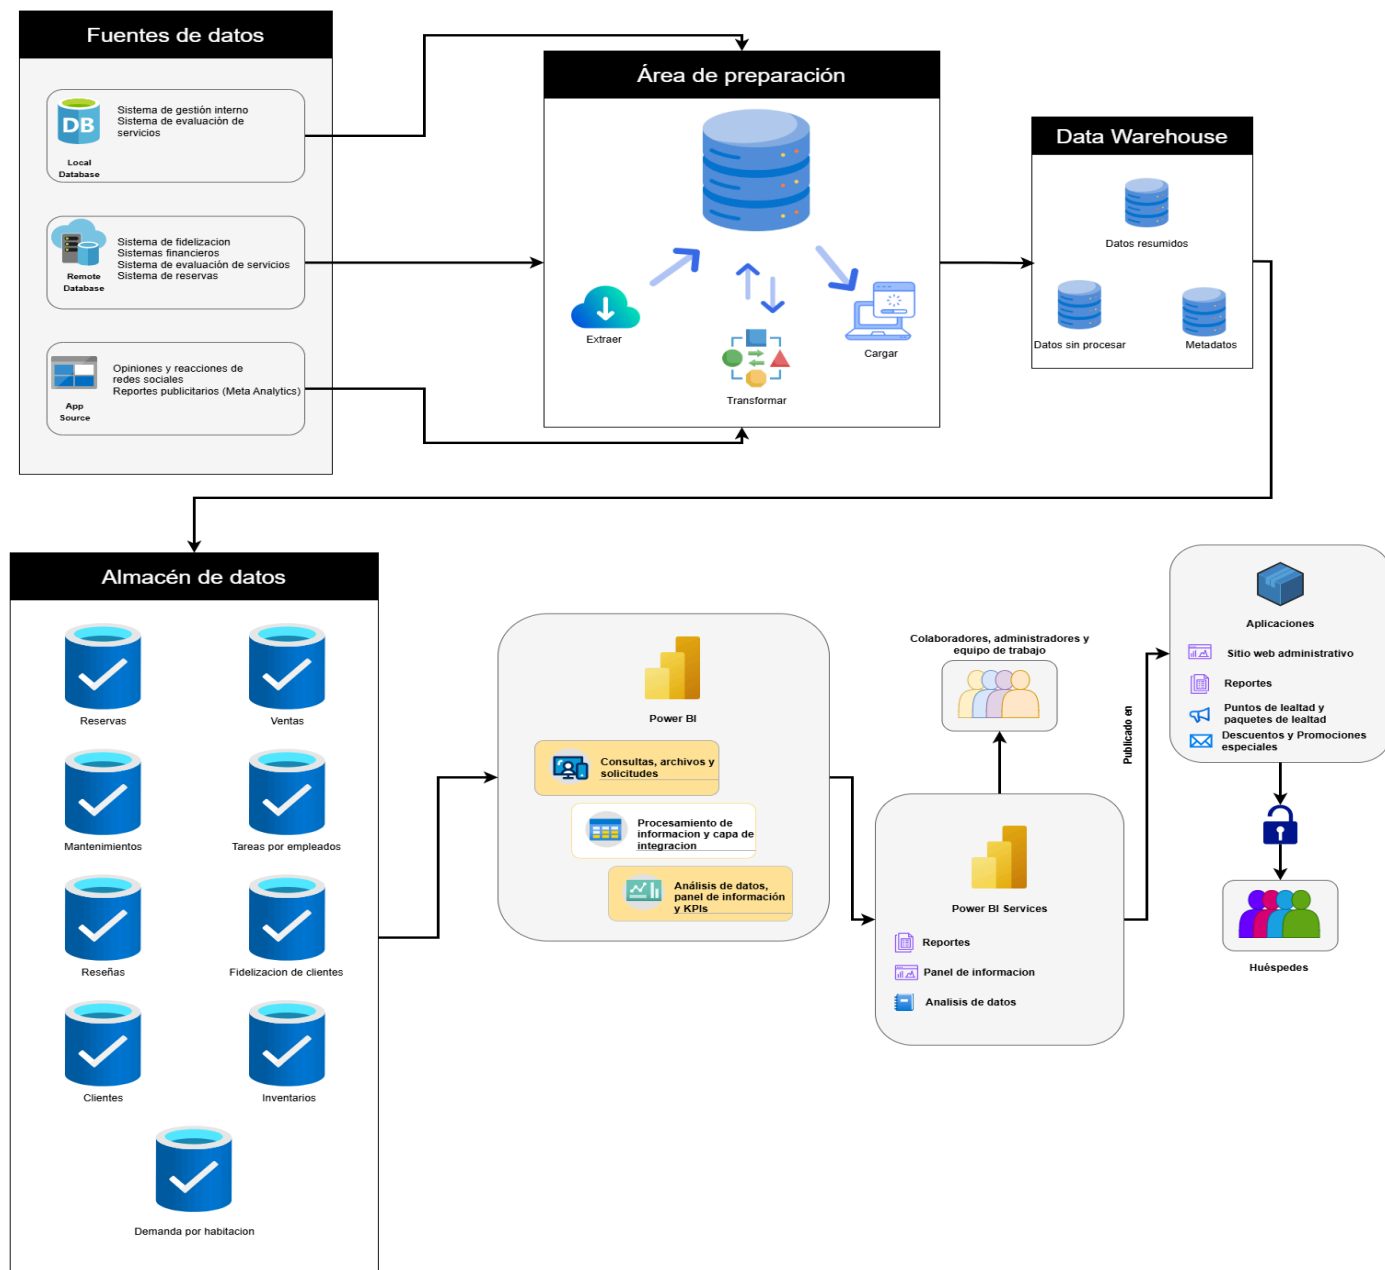 Fuentes de datos
DB
Local
Database
Sistema de gestión interno
Sistema de evaluación de
servicios
Remote
Database
Sistema de fidelizacion
Sistemas financieros
Sistema de evaluación de servicios
Sistema de reservas
App
Source
Opiniones y reacciones de
redes sociales
Reportes publicitarios (Meta Analytics)
Área de preparación
Extraer
Transformar
Cargar
Data Warehouse
Datos resumidos
Datos sin procesar
Metadatos
Almacén de datos
Reservas
Ventas
Mantenimientos
Tareas por empleados
Reseñas
Fidelizacion de clientes
Clientes
Inventarios
Demanda por habitacion
Power BI
Consultas, archivos y
solicitudes
Procesamiento de
informacion y capa de
integracion
Análisis de datos,
panel de información
y KPIs
Colaboradores, administradores y
equipo de trabajo
Power BI Services
Reportes
Panel de informacion
Analisis de datos
Publicado en
Aplicaciones
Sitio web administrativo
Reportes
Puntos de lealtad y
paquetes de lealtad
Descuentos y Promociones
especiales
Huéspedes